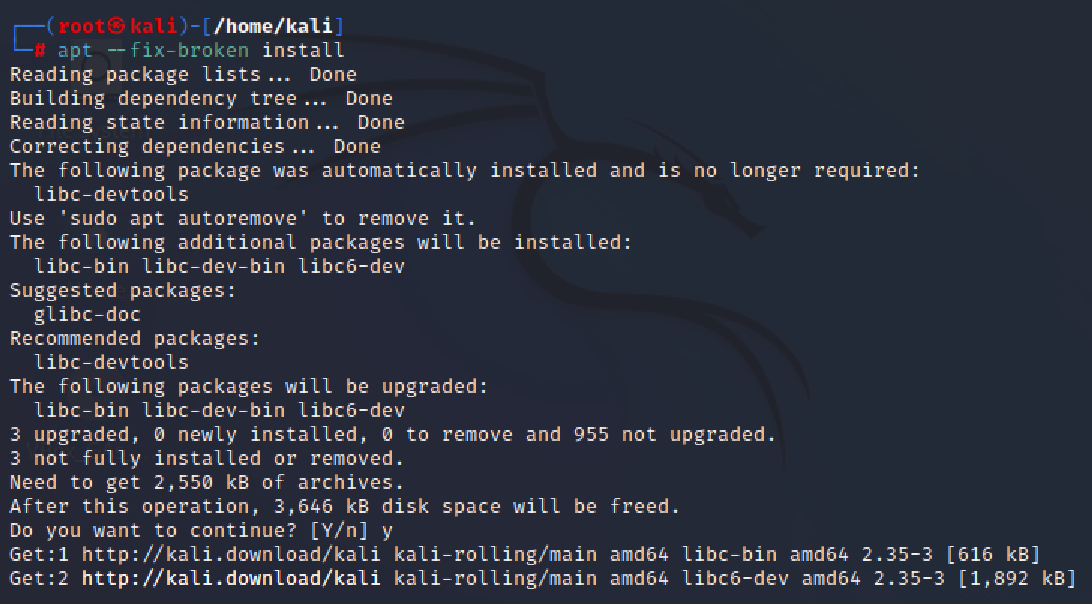 ┌──(root㉿kali)-[/home/kali]
└─# apt --fix-broken install
Reading package lists... Done
Building dependency tree... Done
Reading state information... Done
Correcting dependencies... Done
The following package was automatically installed and is no longer required:
  libc-devtools
Use 'sudo apt autoremove' to remove it.
The following additional packages will be installed:
  libc-bin libc-dev-bin libc6-dev
Suggested packages:
  glibc-doc
Recommended packages:
  libc-devtools
The following packages will be upgraded:
  libc-bin libc-dev-bin libc6-dev
3 upgraded, 0 newly installed, 0 to remove and 955 not upgraded.
3 not fully installed or removed.
Need to get 2,550 kB of archives.
After this operation, 3,646 kB disk space will be freed.
Do you want to continue? [Y/n] y
Get:1 http://kali.download/kali kali-rolling/main amd64 libc-bin amd64 2.35-3 [616 kB]
Get:2 http://kali.download/kali kali-rolling/main amd64 libc6-dev amd64 2.35-3 [1,892 kB]